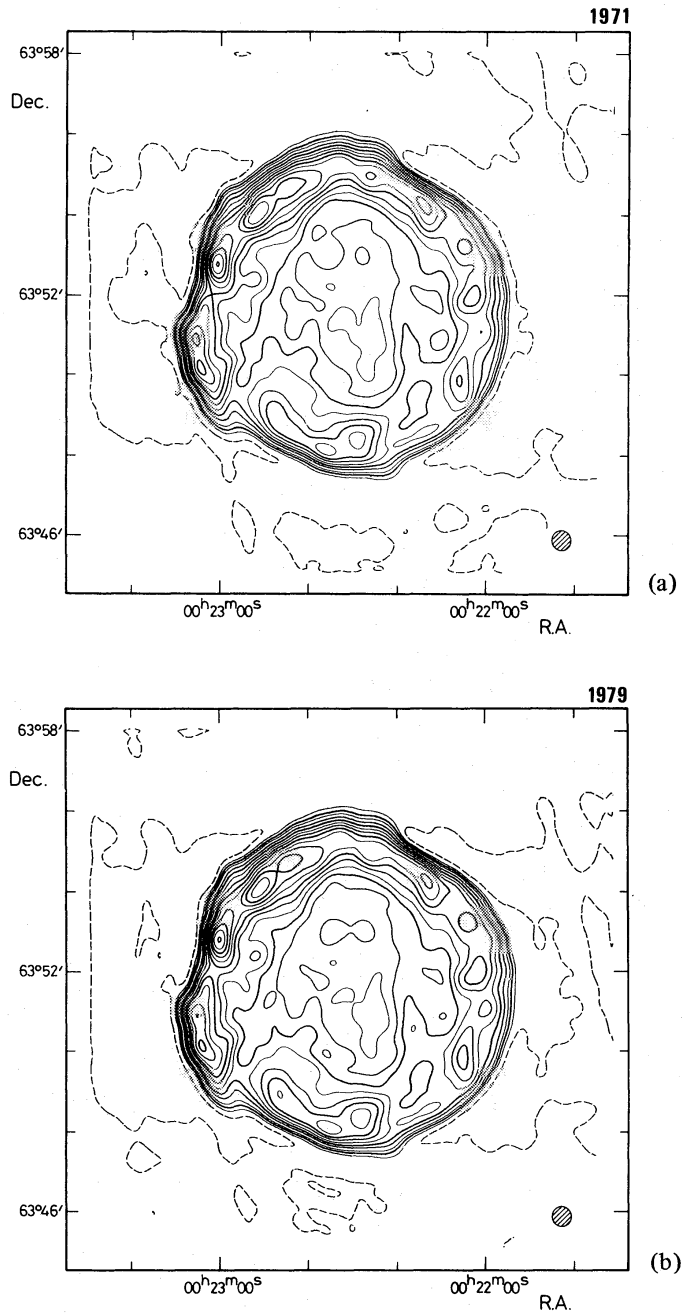 1971
63°58'
Dec.
63°52'
63°46'
00ʰ23ᵐ00ˢ
00ʰ22ᵐ00ˢ
R.A.
(a)
1979
63°58'
Dec.
63°52'
63°46'
00ʰ23ᵐ00ˢ
00ʰ22ᵐ00ˢ
R.A.
(b)